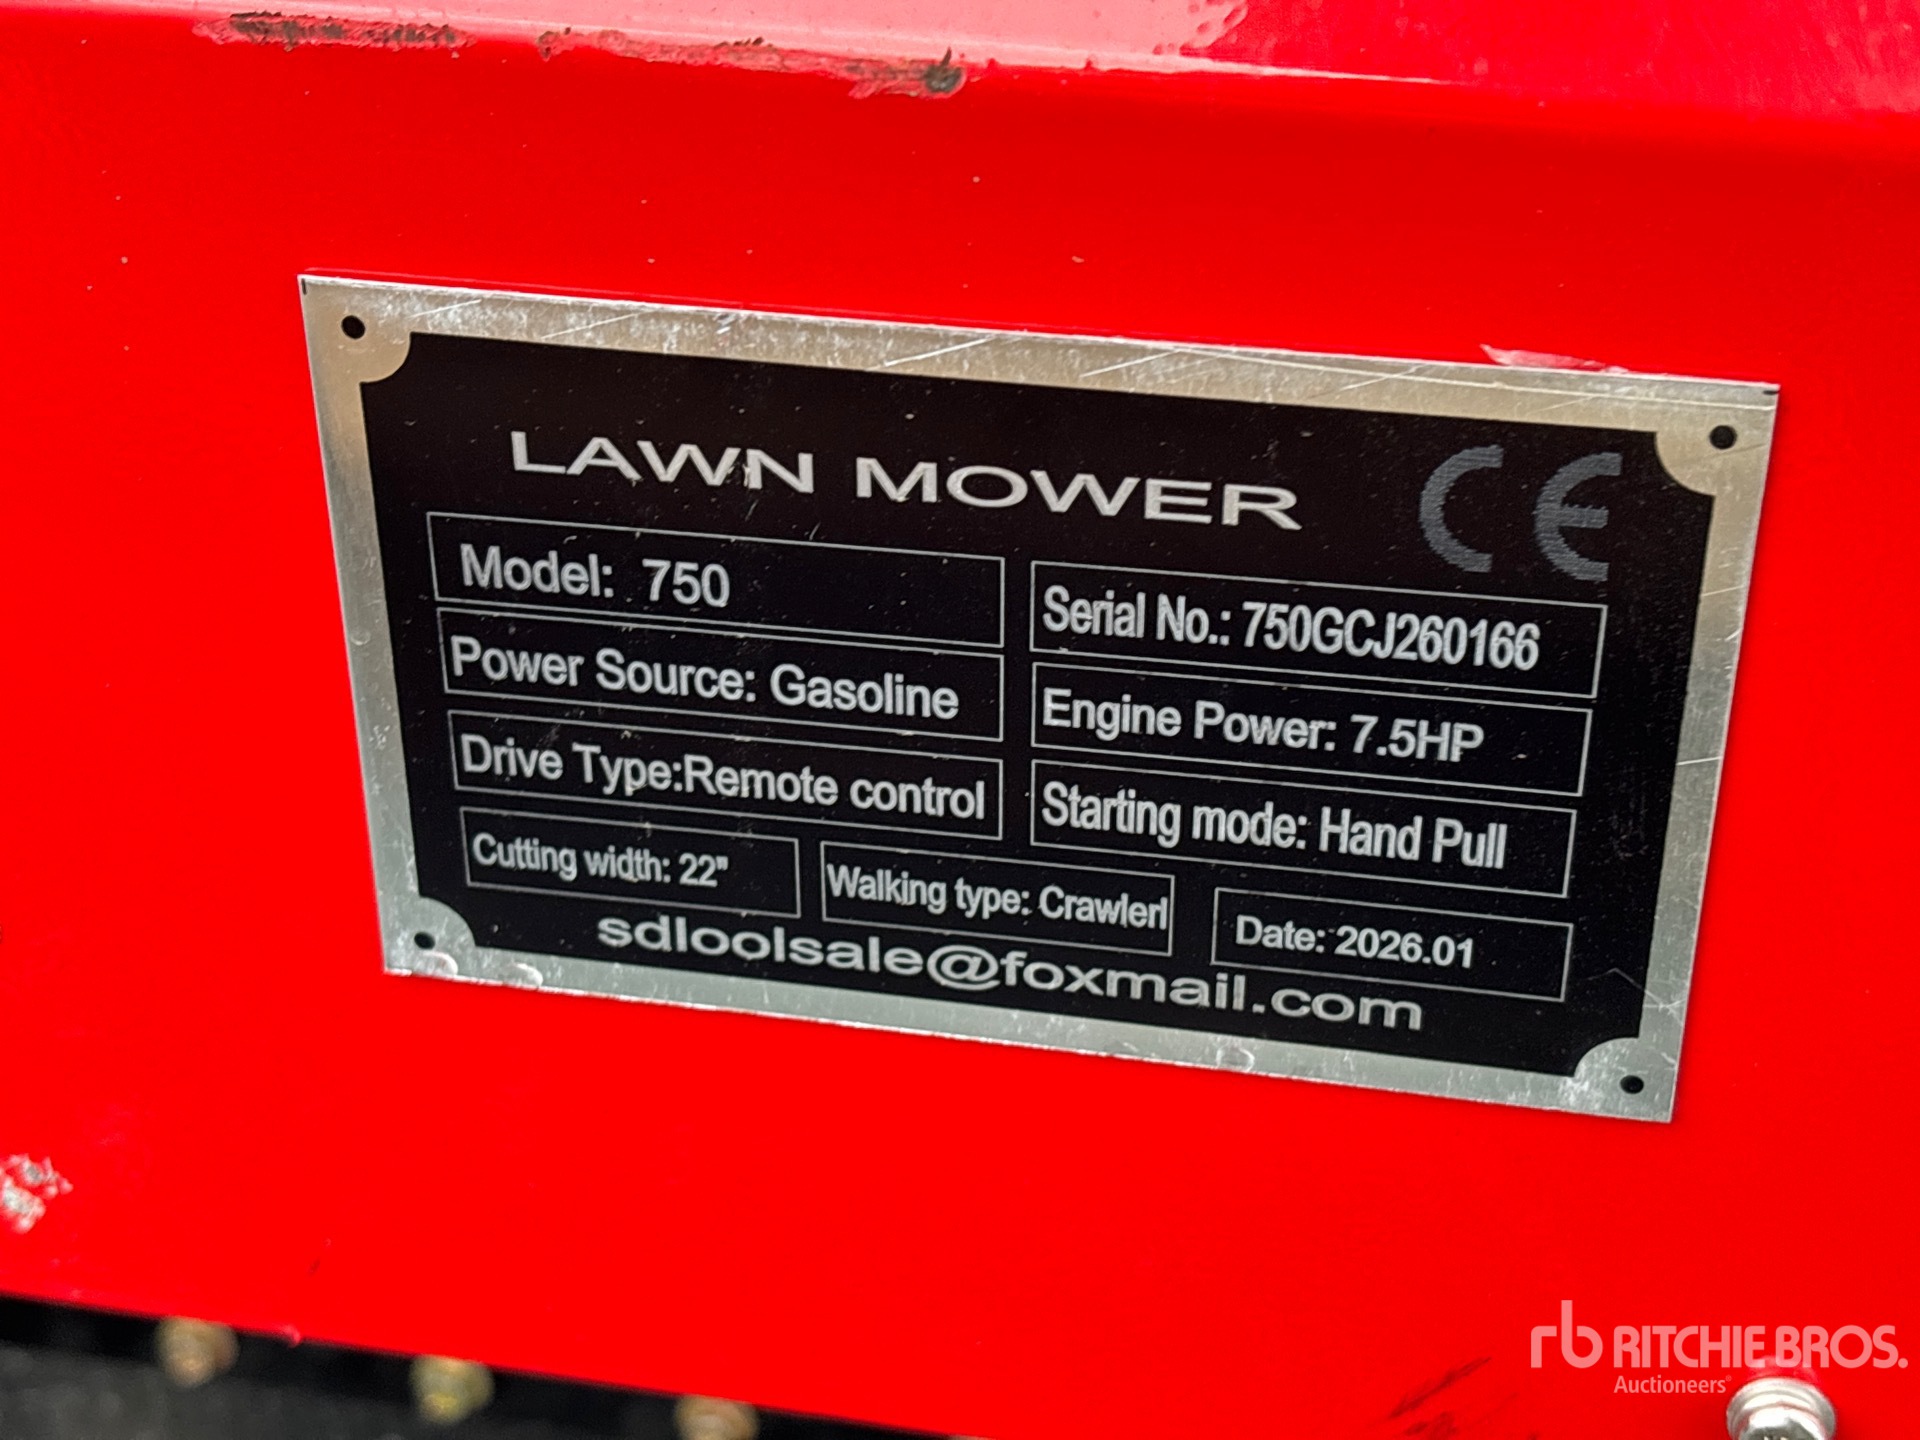 LAWN MOWER
CE
Model: 750
Serial No.: 750GCJ260166
Power Source: Gasoline
Engine Power: 7.5HP
Drive Type:Remote control
Starting mode: Hand Pull
Cutting width: 22"
Walking type: Crawlerl
Date: 2026.01
sdloolsale@foxmail.com
rb RITCHIE BROS.
Auctioneers®